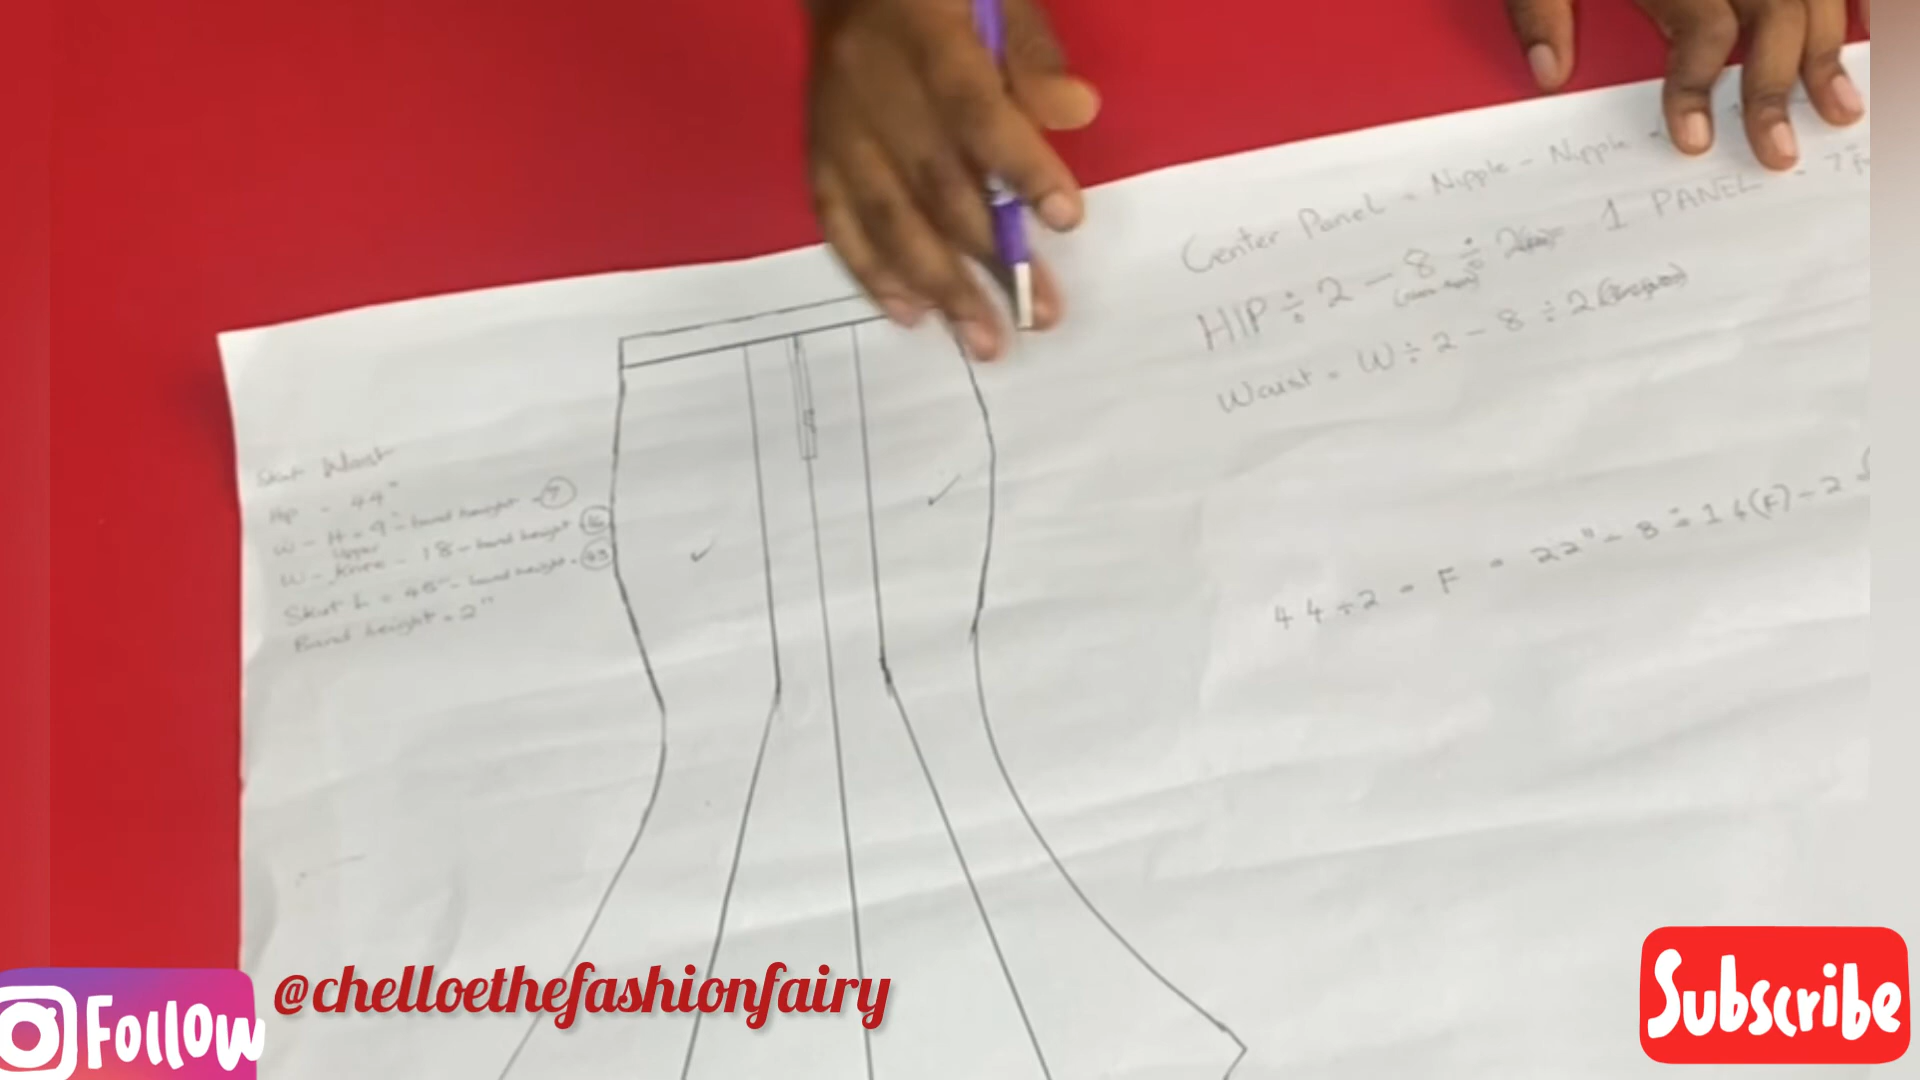 Skirt Waist
Hip - 44"
W - H = 9" - band height = 7
W - Upper Knee - 18 - band height = 16
Skirt L = 45" - band height = 43
Band height = 2"
Center Panel = Nipple - Nipple
HIP ÷ 2 - 8 ÷ 2 = 1 PANEL
Waist = W ÷ 2 - 8 ÷ 2
44 ÷ 2 = F = 22" - 8 = 14(F) ÷ 2
Follow
@chelloethefashionfairy
Subscribe